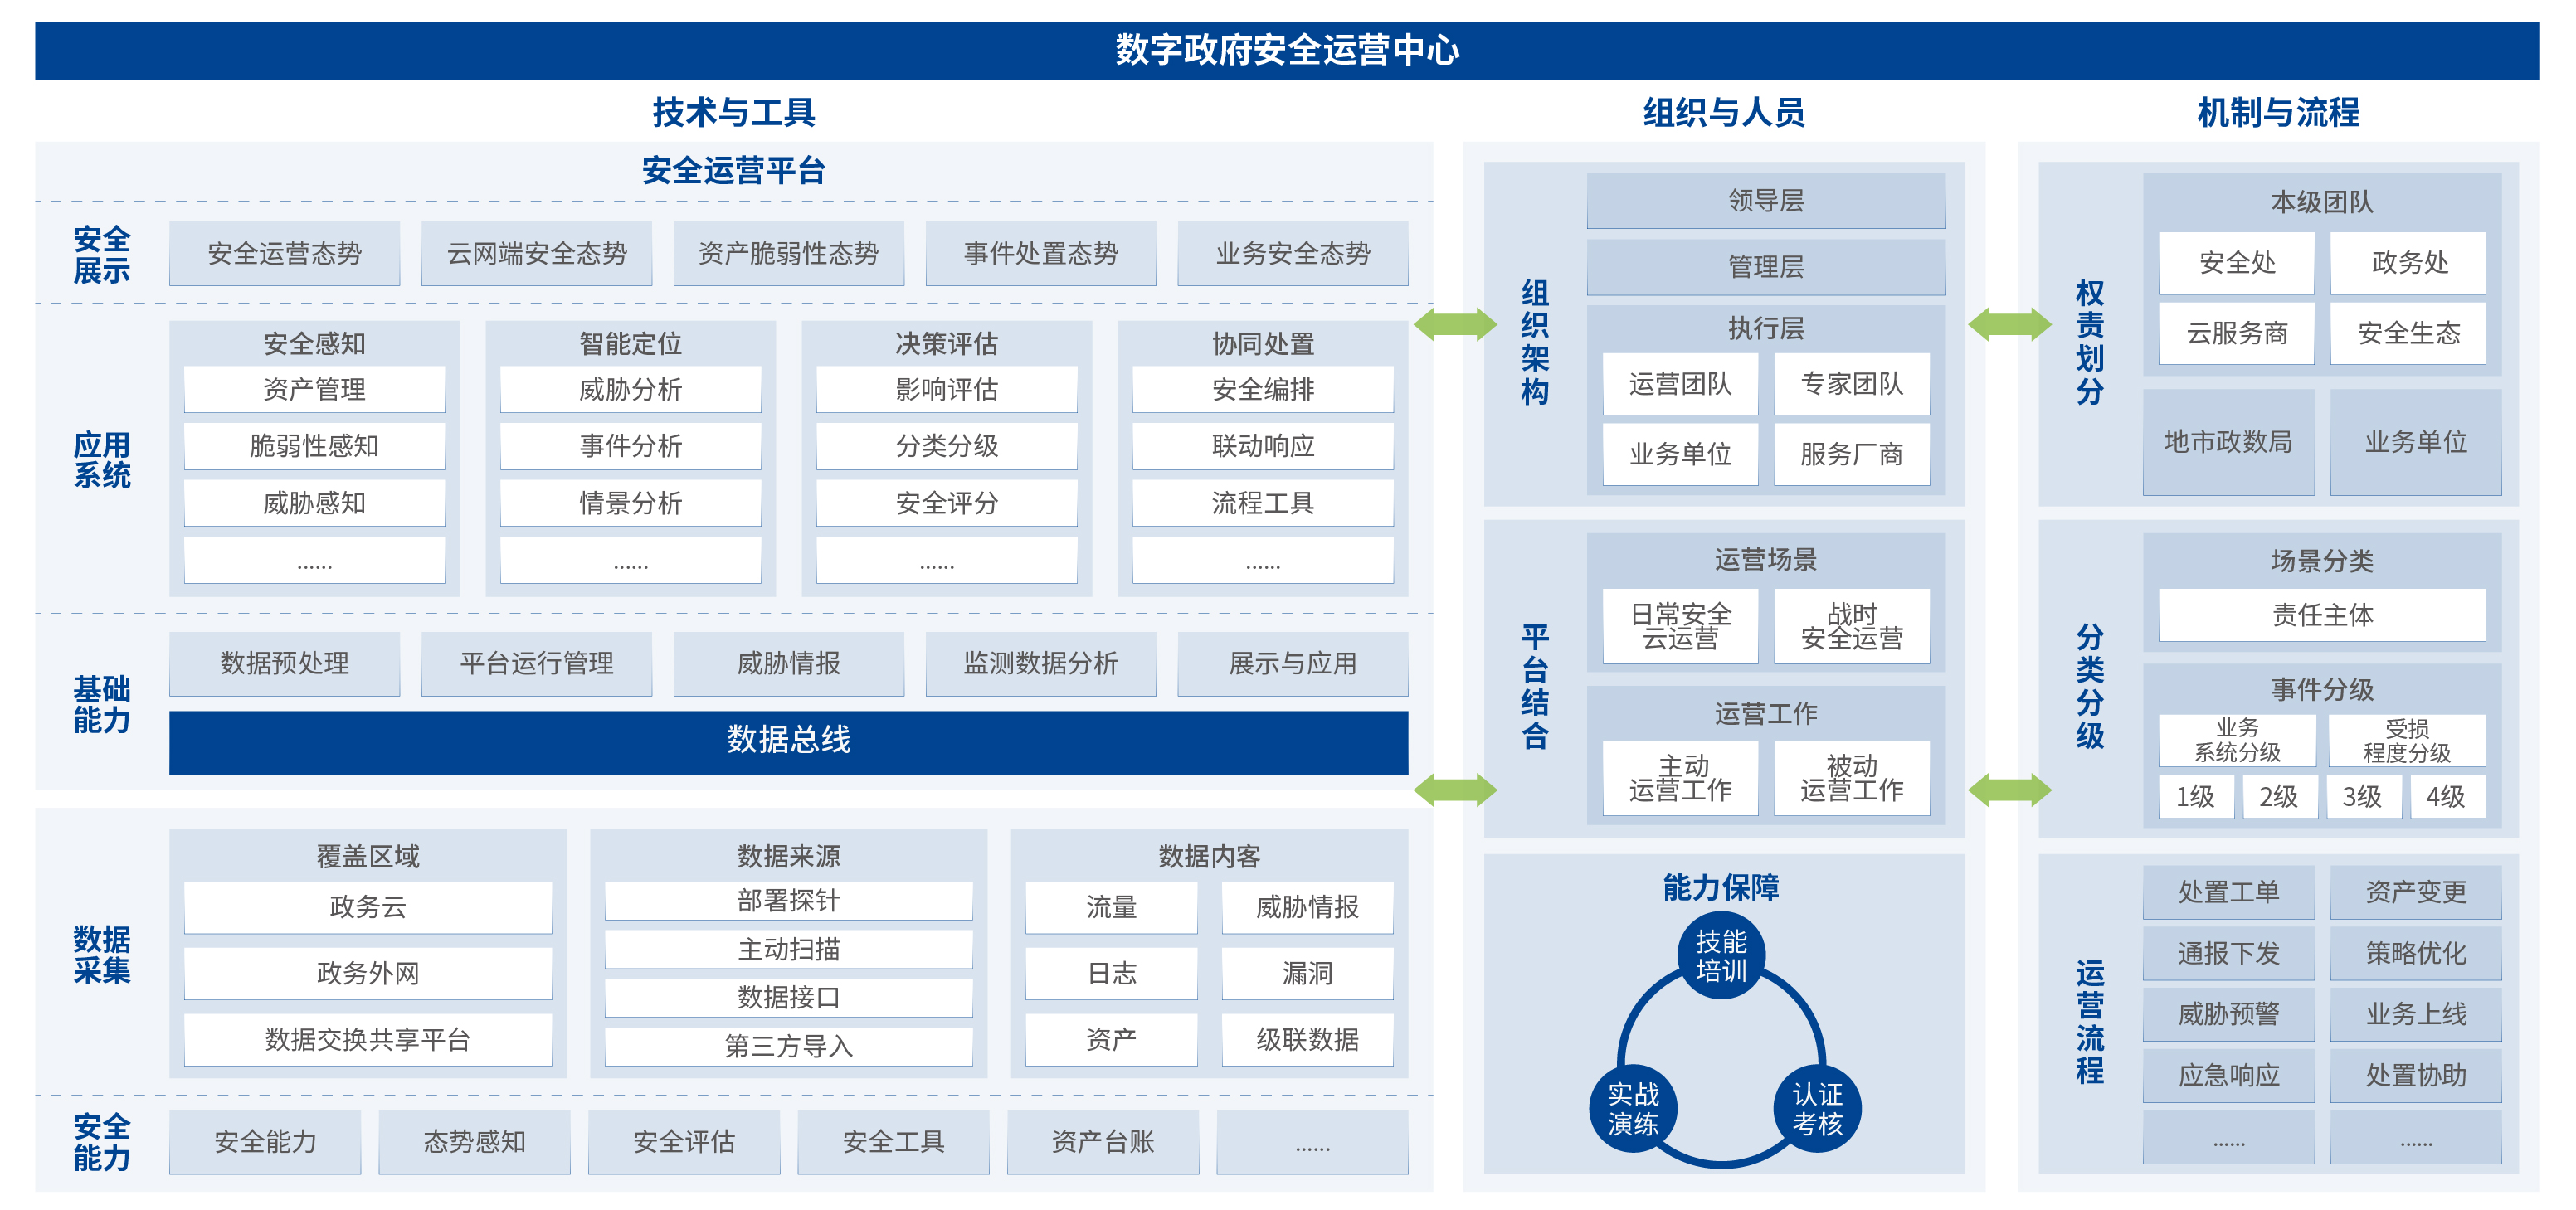 数字政府安全运营中心
技术与工具
安全运营平台
安全
展示
安全运营态势
云网端安全态势
资产脆弱性态势
事件处置态势
业务安全态势
应用
系统
安全感知
资产管理
脆弱性感知
威胁感知
......
智能定位
威胁分析
事件分析
情景分析
......
决策评估
影响评估
分类分级
安全评分
......
协同处置
安全编排
联动响应
流程工具
......
基础
能力
数据预处理
平台运行管理
威胁情报
监测数据分析
展示与应用
数据总线
数据
采集
覆盖区域
政务云
政务外网
数据交换共享平台
数据来源
部署探针
主动扫描
数据接口
第三方导入
数据内客
流量
威胁情报
日志
漏洞
资产
级联数据
安全
能力
安全能力
态势感知
安全评估
安全工具
资产台账
......
组织与人员
组织架构
领导层
管理层
执行层
运营团队
专家团队
业务单位
服务厂商
平台结合
运营场景
日常安全
云运营
战时
安全运营
运营工作
主动
运营工作
被动
运营工作
能力保障
技能
培训
实战
演练
认证
考核
机制与流程
权责划分
本级团队
安全处
政务处
云服务商
安全生态
地市政数局
业务单位
分类分级
场景分类
责任主体
事件分级
业务
系统分级
受损
程度分级
1级
2级
3级
4级
运营流程
处置工单
资产变更
通报下发
策略优化
威胁预警
业务上线
应急响应
处置协助
......
......